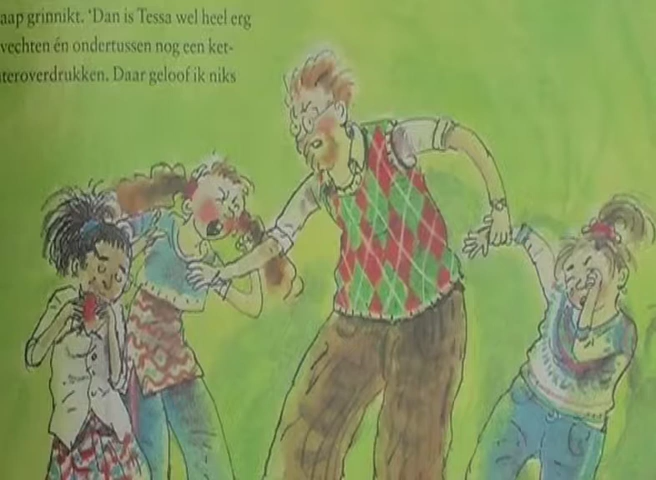 aap grinnikt. 'Dan is Tessa wel heel erg
vechten én ondertussen nog een ket-
teroverdrukken. Daar geloof ik niks